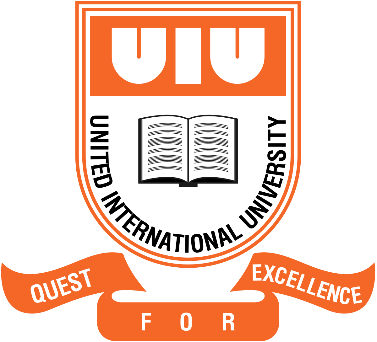 UIU
UNITED INTERNATIONAL UNIVERSITY
QUEST
FOR
EXCELLENCE